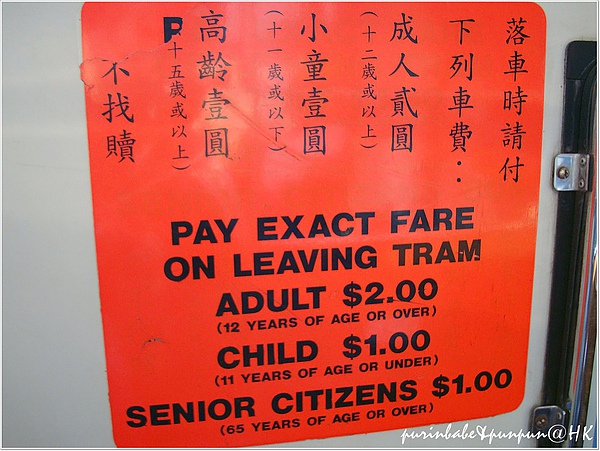 落車時請付
下列車費：
成人貳圓
（十二歲或以上）
小童壹圓
（十一歲或以下）
高齡壹圓
十五歲或以上）
不找贖
PAY EXACT FARE
ON LEAVING TRAM
ADULT $2.00
(12 YEARS OF AGE OR OVER)
CHILD $1.00
(11 YEARS OF AGE OR UNDER)
SENIOR CITIZENS $1.00
(65 YEARS OF AGE OR OVER)
purinbabe&punpun@HK